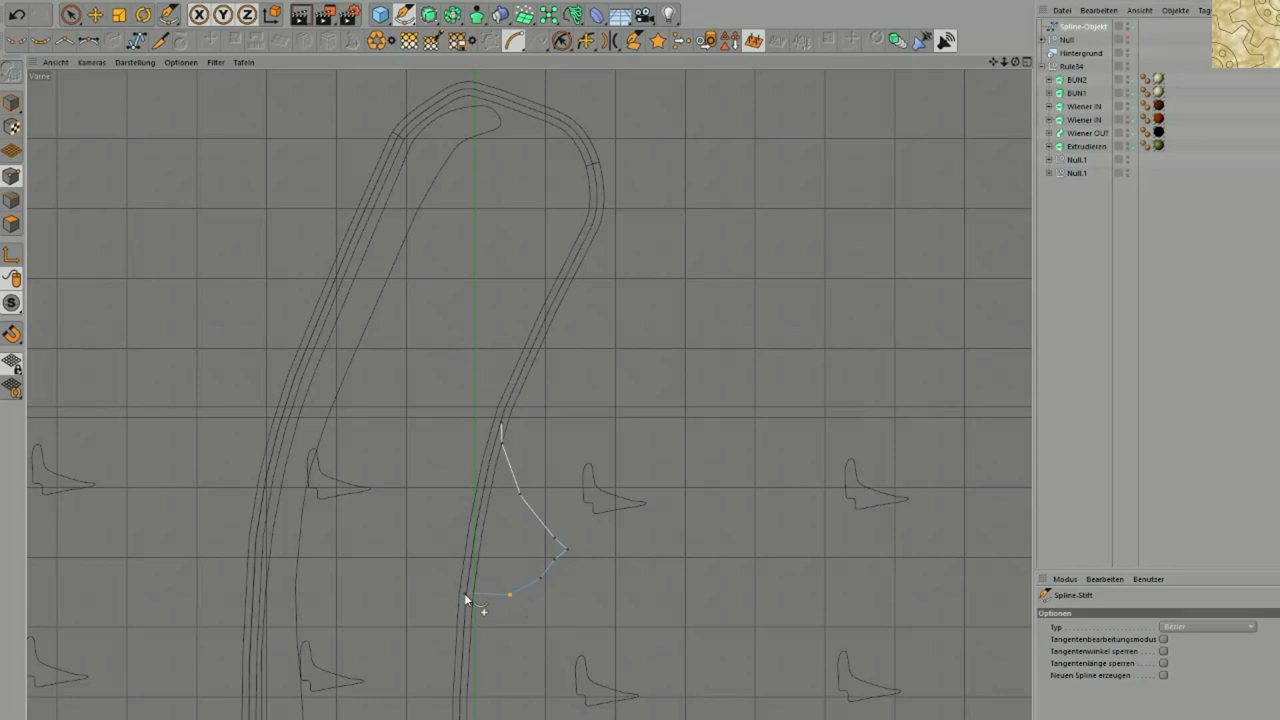 Ansicht Kameras Darstellung Optionen Filter Tafeln
Vorne
X Y Z
S
Datei Bearbeiten Ansicht Objekte Tags
Spline-Objekt
Null
Hintergrund
Rule34
BUN2
BUN1
Wiener IN
Wiener IN
Wiener OUT
Extrudieren
Null.1
Null.1
Modus Bearbeiten Benutzer
Spline-Stift
Optionen
Typ Bézier
Tangentenbearbeitungsmodus
Tangentenwinkel sperren
Tangentenlänge sperren
Neuen Spline erzeugen